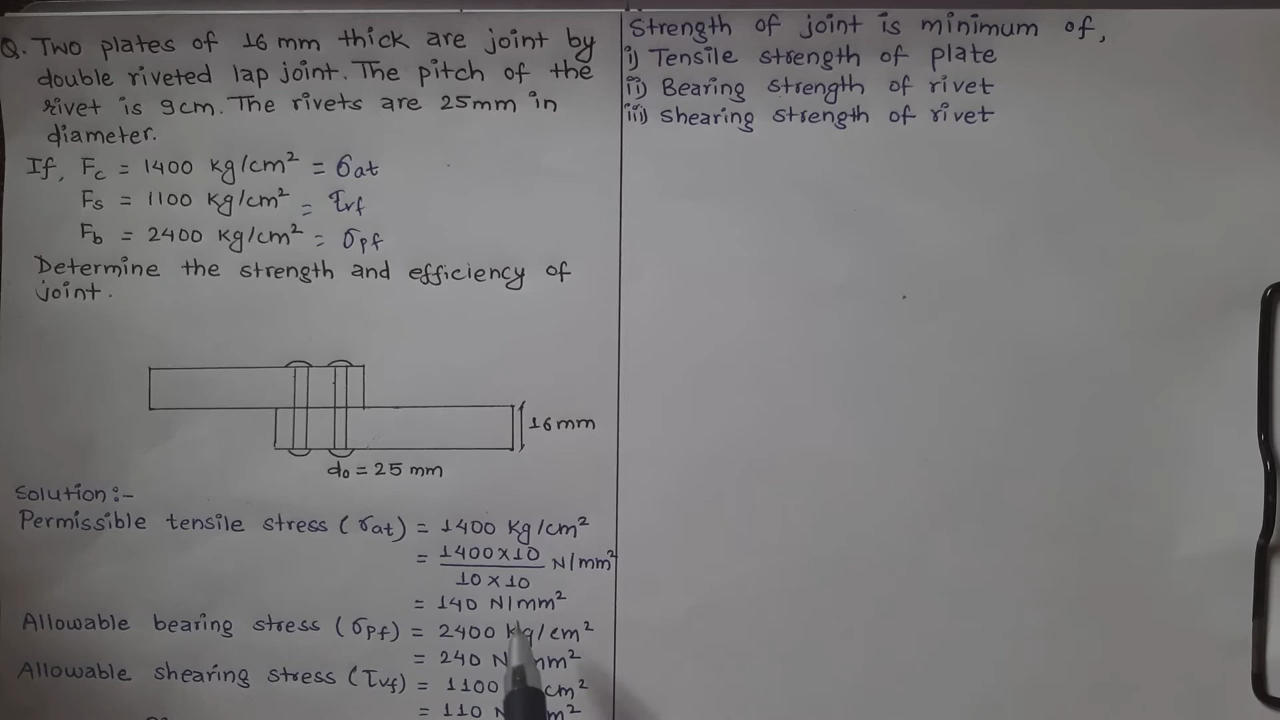 Q. Two plates of 16 mm thick are joint by
double riveted lap joint. The pitch of the
rivet is 9cm. The rivets are 25mm in
diameter.
If, Fc = 1400 kg/cm² = σat
Fs = 1100 kg/cm² = τvf
Fb = 2400 kg/cm² = σpf
Determine the strength and efficiency of
joint.
16mm
d₀ = 25 mm
Solution:-
Permissible tensile stress (σat) = 1400 kg/cm²
= 1400 x 10 / 10 x 10 N/mm²
= 140 N/mm²
Allowable bearing stress (σpf) = 2400 kg/cm²
= 240 N mm²
Allowable shearing stress (τvf) = 1100 cm²
= 110 N m²
Strength of joint is minimum of,
i) Tensile strength of plate
ii) Bearing strength of rivet
iii) Shearing strength of rivet